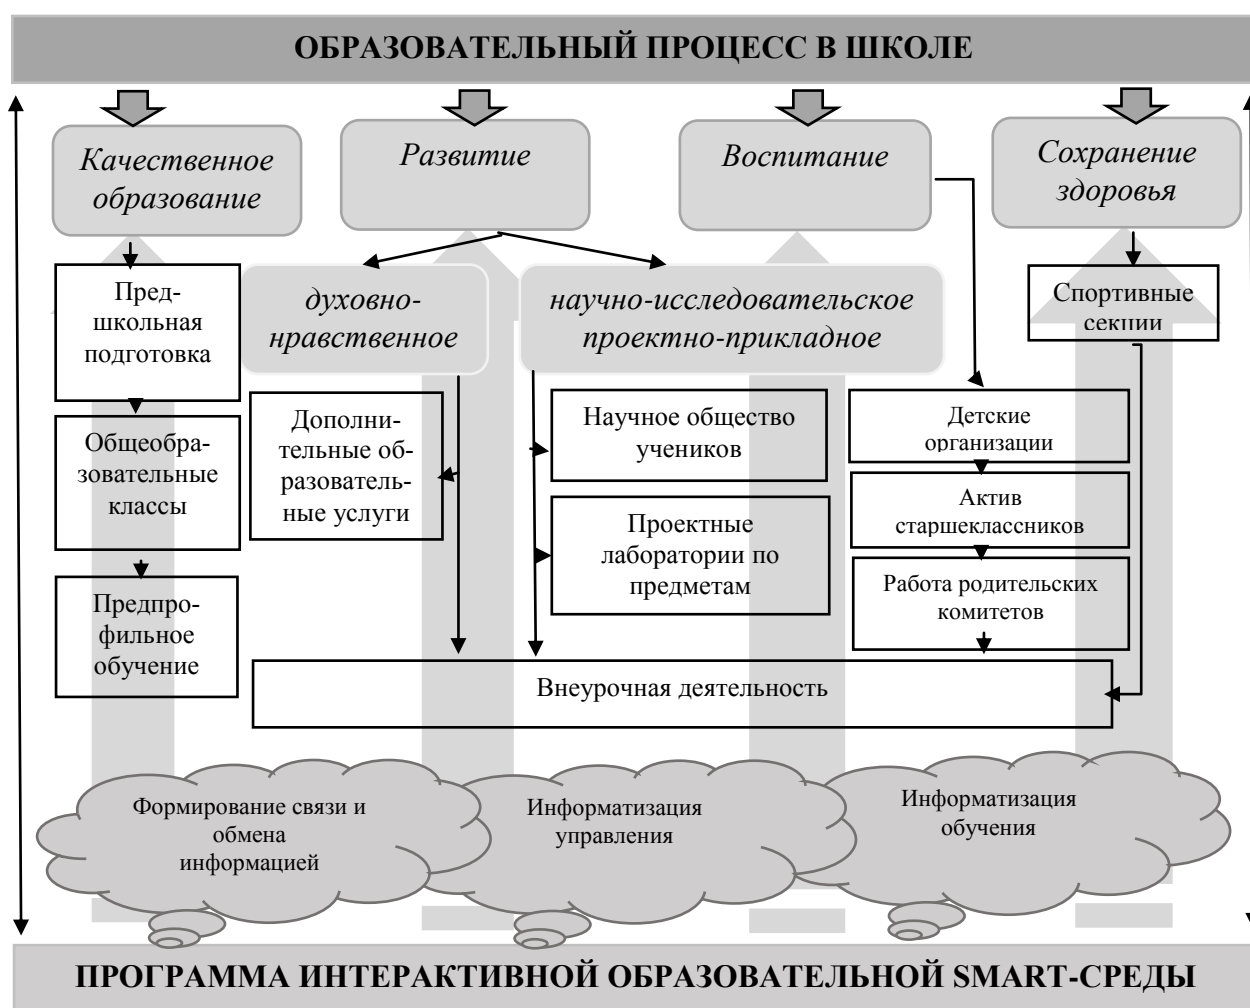 ОБРАЗОВАТЕЛЬНЫЙ ПРОЦЕСС В ШКОЛЕ
Качественное
образование
Развитие
Воспитание
Сохранение
здоровья
духовно-
нравственное
научно-исследовательское
проектно-прикладное
Пред-
школьная
подготовка
Общеобра-
зовательные
классы
Предпро-
фильное
обучение
Дополни-
тельные об-
разователь-
ные услуги
Научное общество
учеников
Проектные
лаборатории по
предметам
Детские
организации
Актив
старшеклассников
Работа родительских
комитетов
Спортивные
секции
Внеурочная деятельность
Формирование связи и
обмена
информацией
Информатизация
управления
Информатизация
обучения
ПРОГРАММА ИНТЕРАКТИВНОЙ ОБРАЗОВАТЕЛЬНОЙ SMART-СРЕДЫ